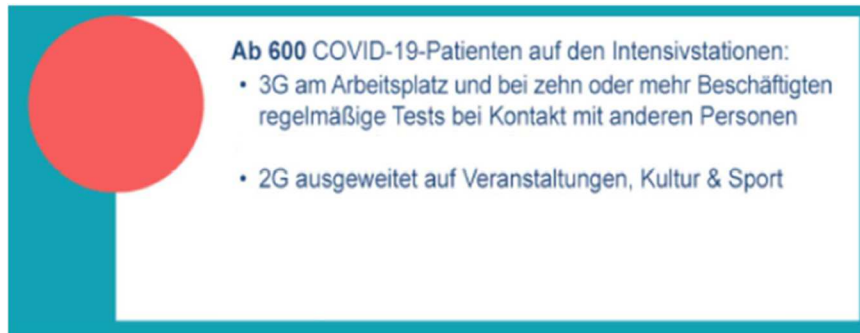 Ab 600 COVID-19-Patienten auf den Intensivstationen:
• 3G am Arbeitsplatz und bei zehn oder mehr Beschäftigten
regelmäßige Tests bei Kontakt mit anderen Personen
• 2G ausgeweitet auf Veranstaltungen, Kultur & Sport